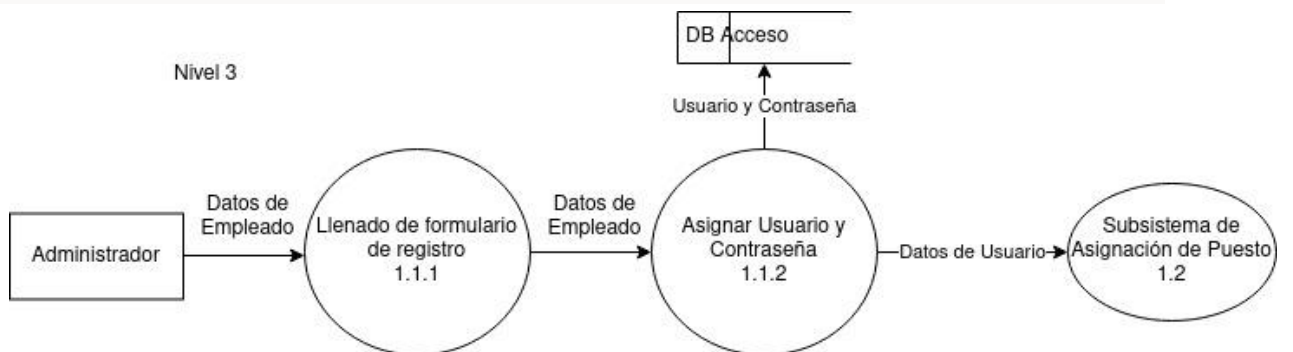 DB Acceso
Nivel 3
Usuario y Contraseña
Datos de
Empleado
Datos de
Empleado
Administrador
Llenado de formulario
de registro
1.1.1
Asignar Usuario y
Contraseña
1.1.2
Datos de Usuario
Subsistema de
Asignación de Puesto
1.2